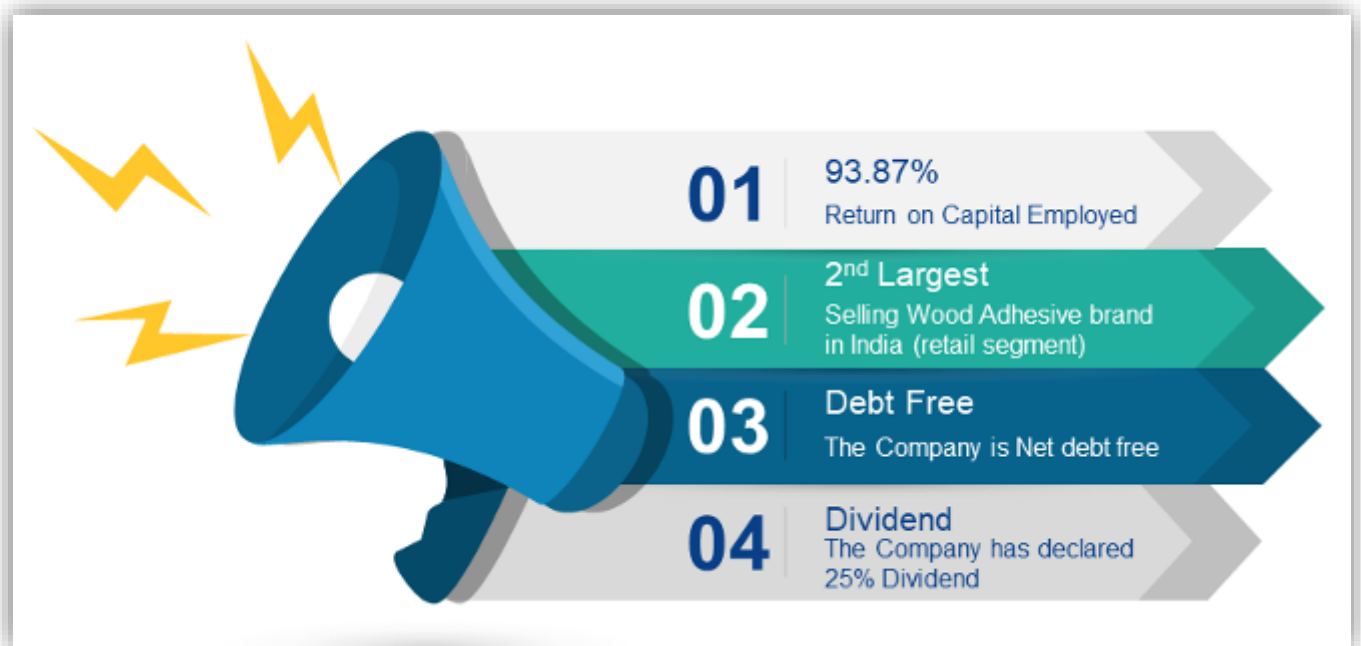 01
93.87%
Return on Capital Employed
02
2nd Largest
Selling Wood Adhesive brand
in India (retail segment)
03
Debt Free
The Company is Net debt free
04
Dividend
The Company has declared
25% Dividend